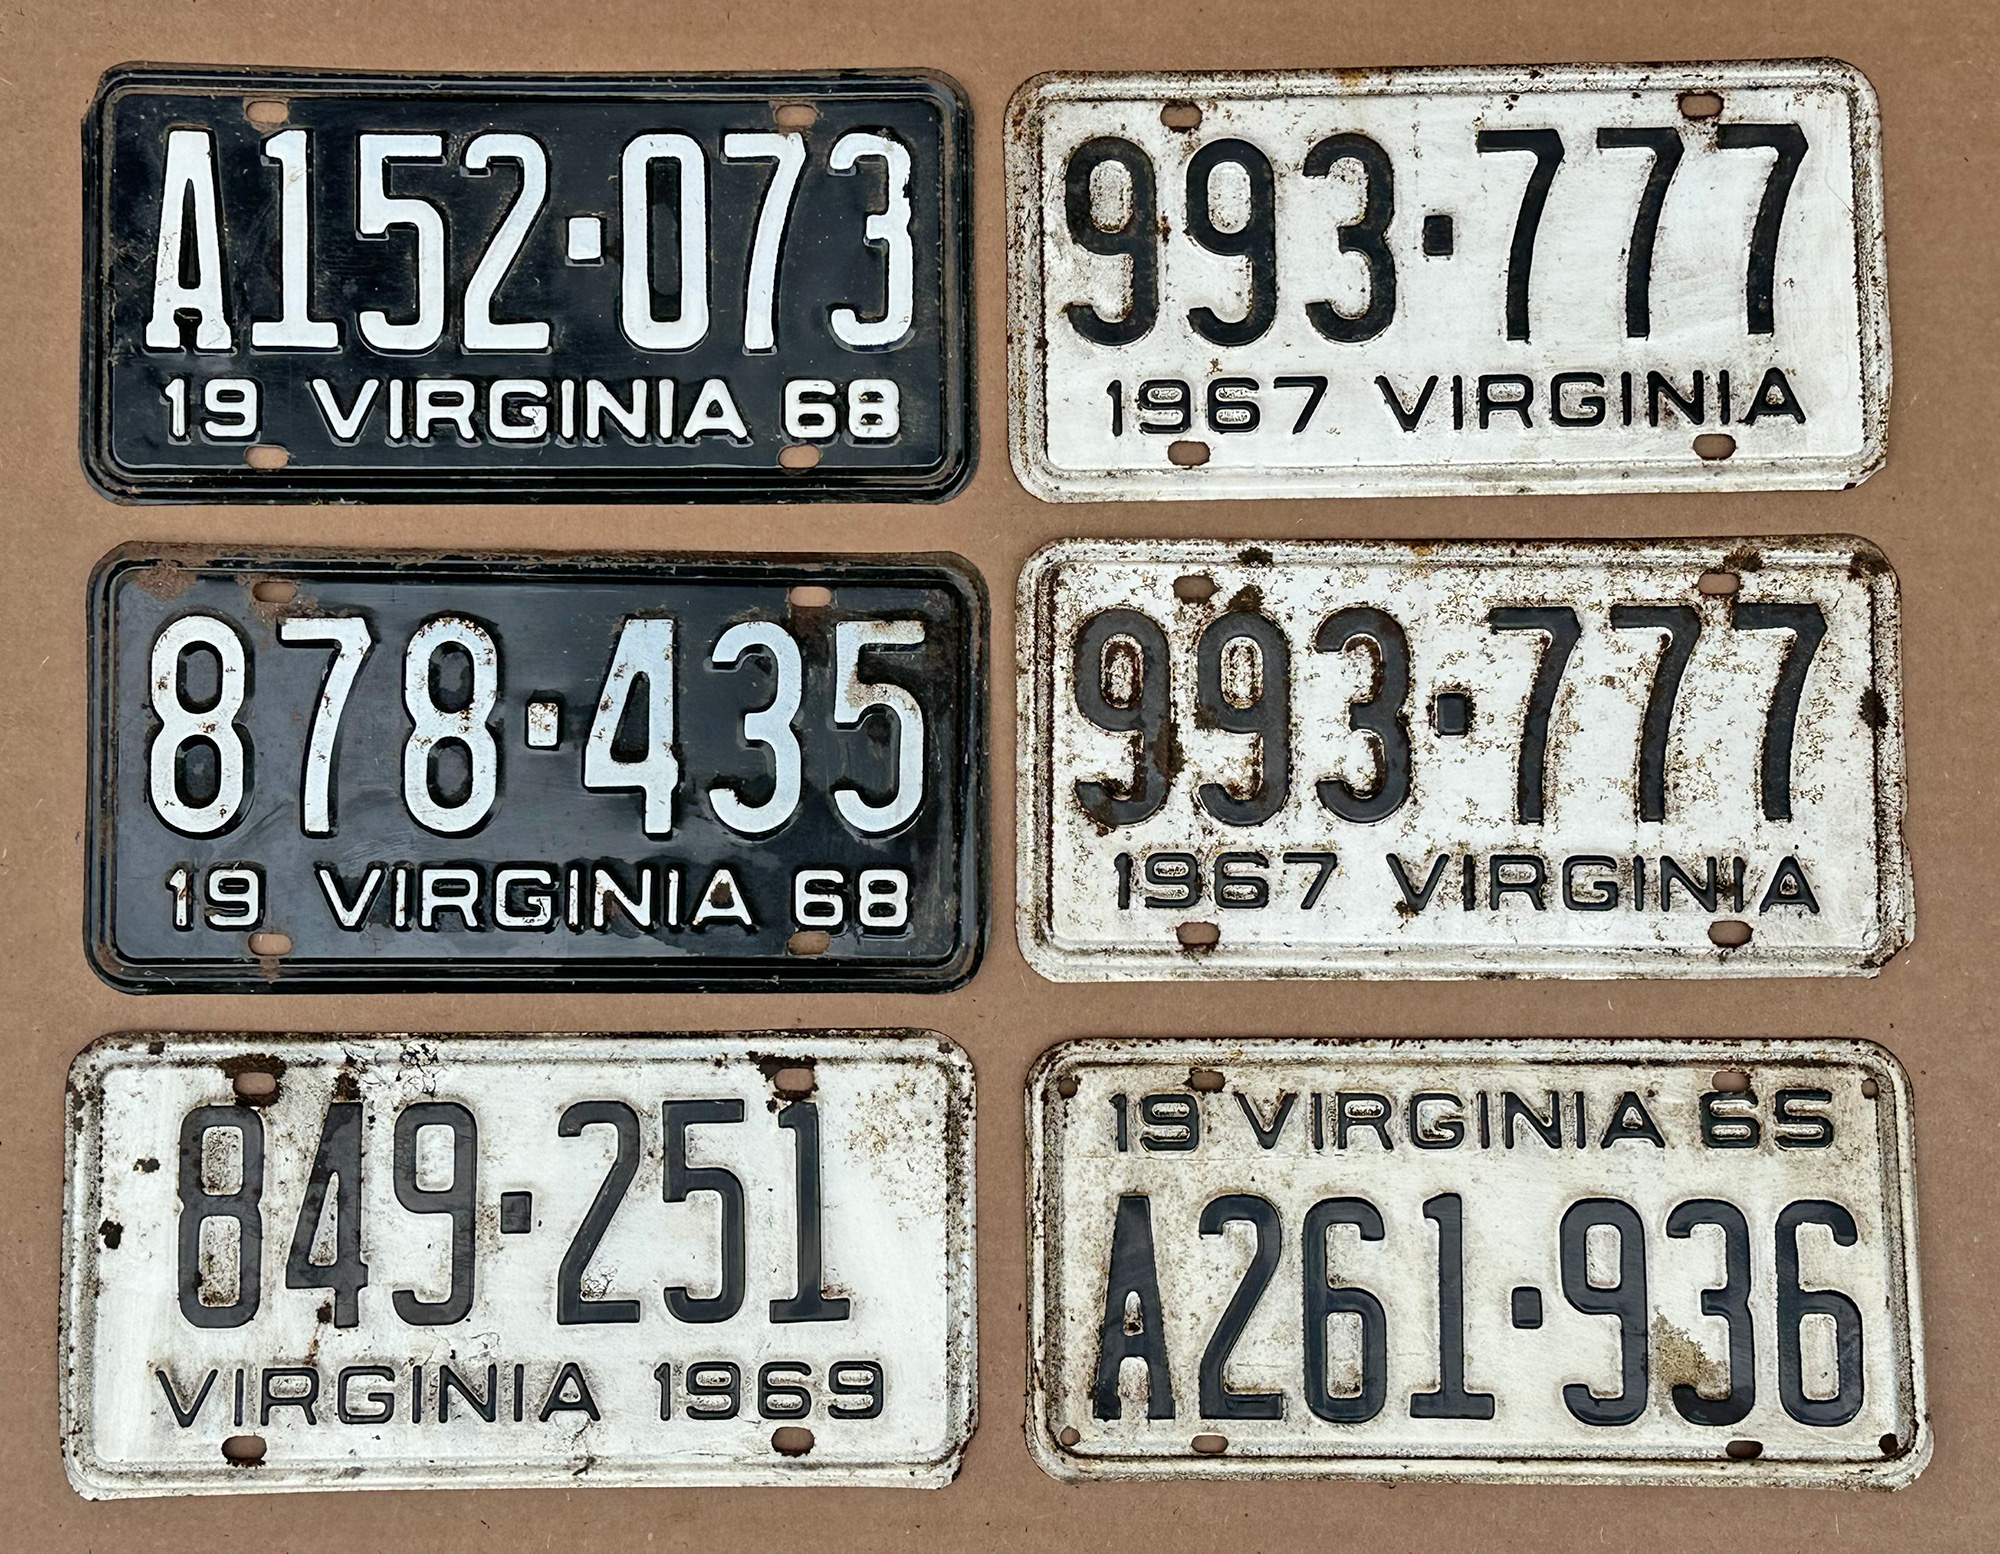 A152·073
19 VIRGINIA 68
993·777
1967 VIRGINIA
878·435
19 VIRGINIA 68
993·777
1967 VIRGINIA
849·251
VIRGINIA 1969
19 VIRGINIA 65
A261·936